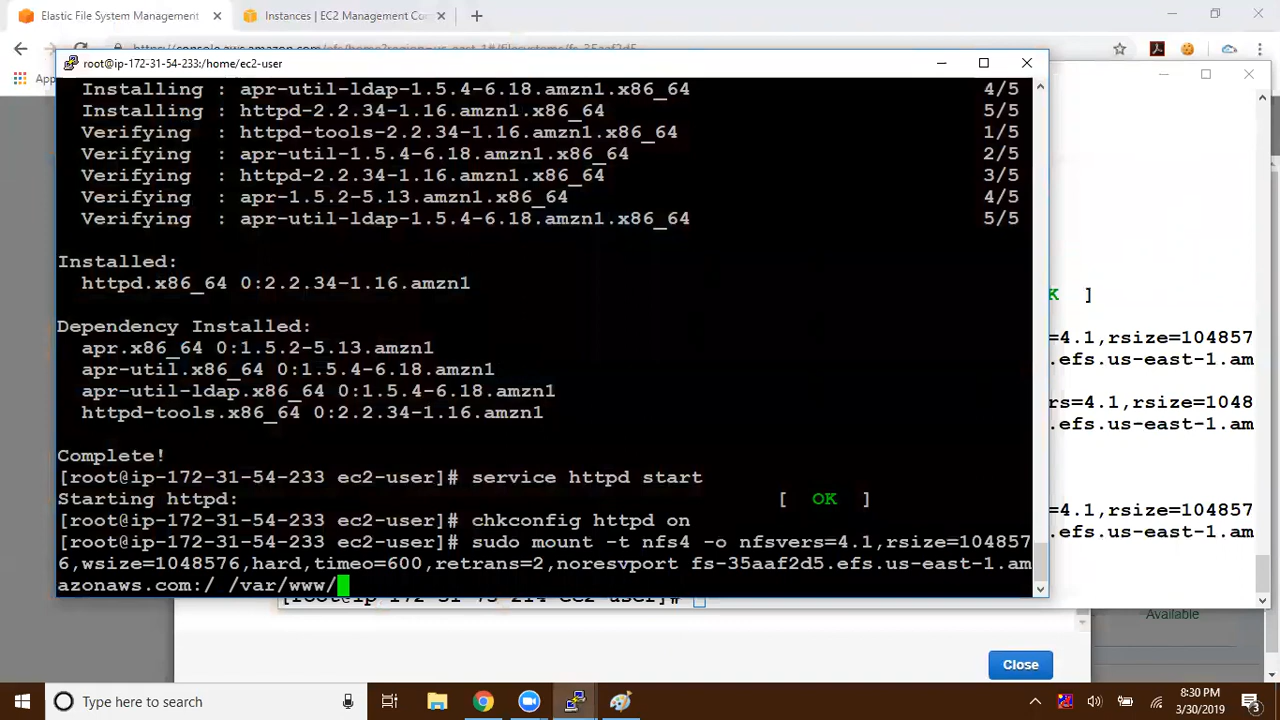 Elastic File System Management
Instances | EC2 Management Con
https://console.aws.amazon.com/efs/home?region=us-east-1#/filesystems/fs-35aaf2d5
App
root@ip-172-31-54-233:/home/ec2-user
Installing : apr-util-ldap-1.5.4-6.18.amzn1.x86_64 4/5
Installing : httpd-2.2.34-1.16.amzn1.x86_64 5/5
Verifying : httpd-tools-2.2.34-1.16.amzn1.x86_64 1/5
Verifying : apr-util-1.5.4-6.18.amzn1.x86_64 2/5
Verifying : httpd-2.2.34-1.16.amzn1.x86_64 3/5
Verifying : apr-1.5.2-5.13.amzn1.x86_64 4/5
Verifying : apr-util-ldap-1.5.4-6.18.amzn1.x86_64 5/5
Installed:
httpd.x86_64 0:2.2.34-1.16.amzn1
Dependency Installed:
apr.x86_64 0:1.5.2-5.13.amzn1
apr-util.x86_64 0:1.5.4-6.18.amzn1
apr-util-ldap.x86_64 0:1.5.4-6.18.amzn1
httpd-tools.x86_64 0:2.2.34-1.16.amzn1
Complete!
[root@ip-172-31-54-233 ec2-user]# service httpd start
Starting httpd: [ OK ]
[root@ip-172-31-54-233 ec2-user]# chkconfig httpd on
[root@ip-172-31-54-233 ec2-user]# sudo mount -t nfs4 -o nfsvers=4.1,rsize=104857
6,wsize=1048576,hard,timeo=600,retrans=2,noresvport fs-35aaf2d5.efs.us-east-1.am
azonaws.com:/ /var/www/
K ]
=4.1,rsize=104857
.efs.us-east-1.am
rs=4.1,rsize=1048
.efs.us-east-1.am
=4.1,rsize=104857
.efs.us-east-1.am
[root@ip-172-31-73-214 ec2-user]#
Available
Close
Type here to search
8:30 PM
3/30/2019
3